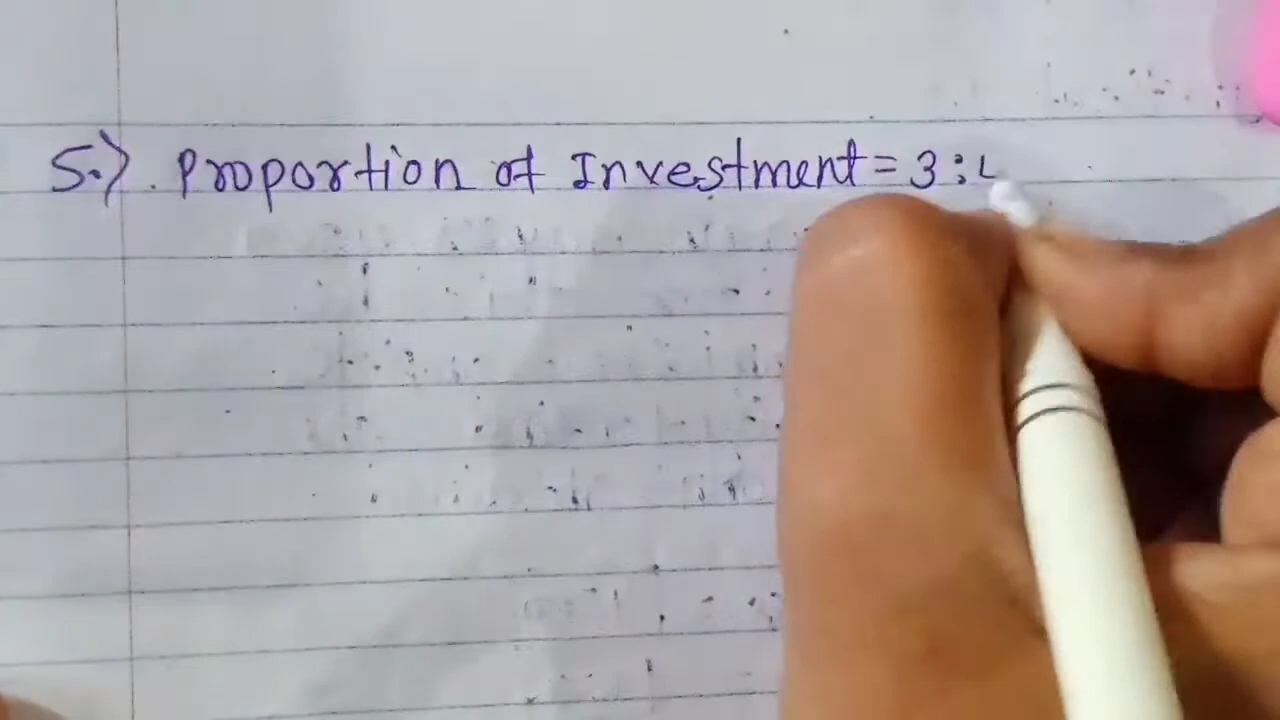 5.) Proportion of Investment = 3 :